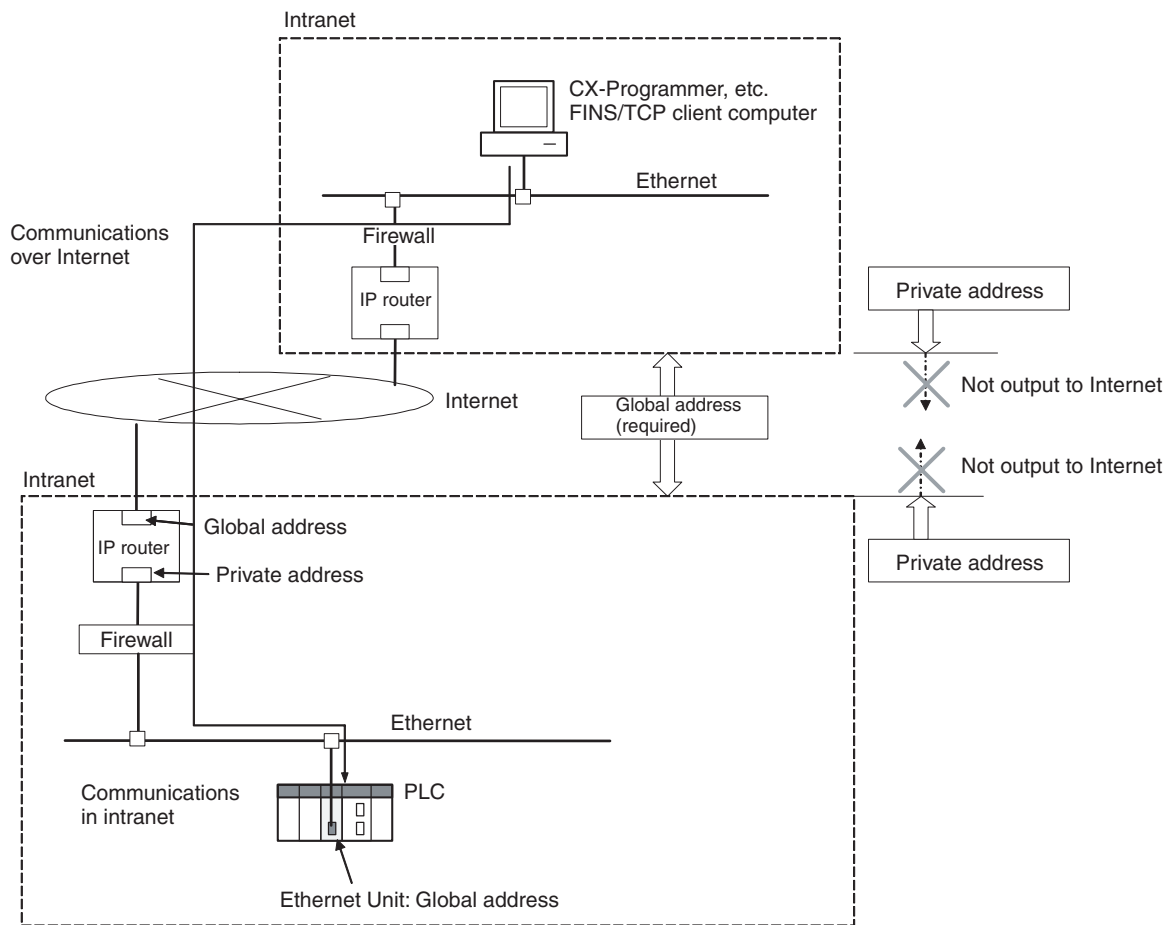 Intranet
CX-Programmer, etc.
FINS/TCP client computer
Ethernet
Communications
over Internet
Firewall
IP router
Private address
Internet
Global address
(required)
Not output to Internet
Not output to Internet
Intranet
Global address
IP router
Private address
Private address
Firewall
Ethernet
Communications
in intranet
PLC
Ethernet Unit: Global address